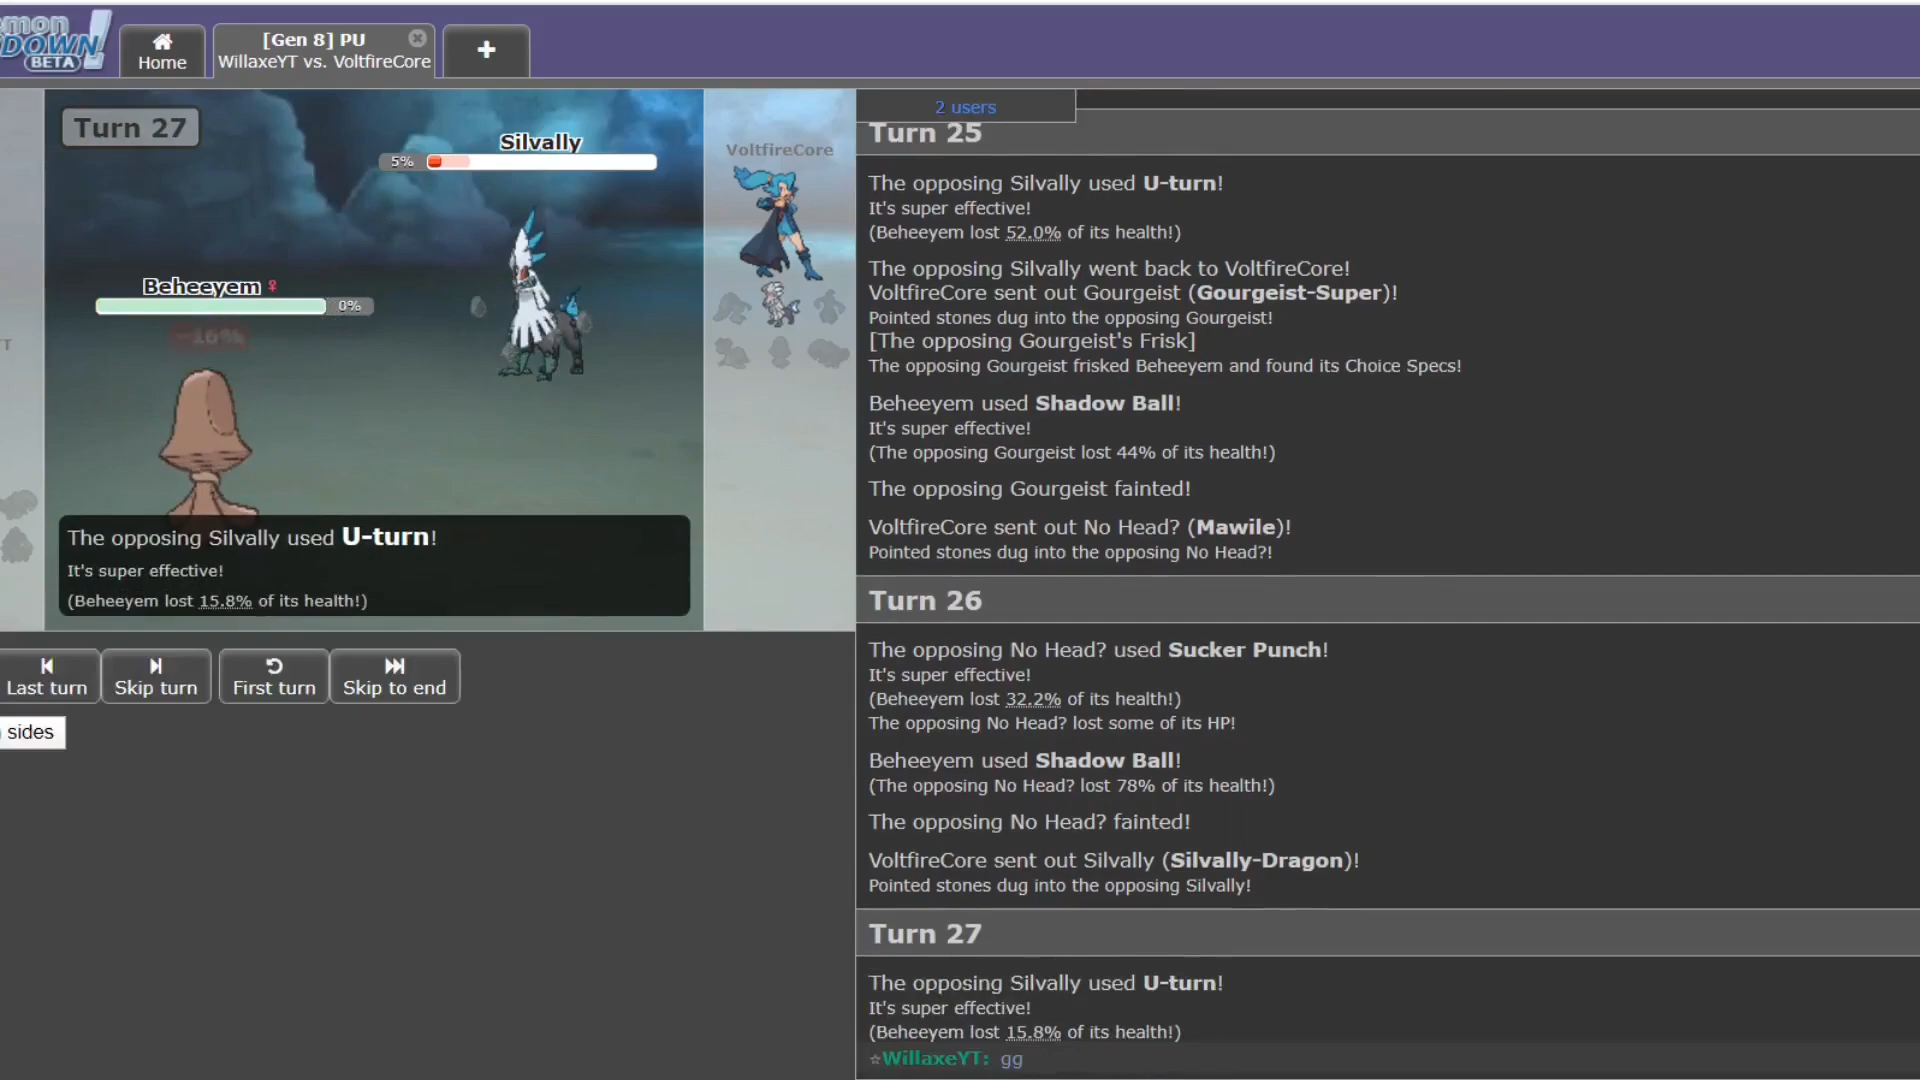 mon
DOWN!
BETA
Home
[Gen 8] PU
WillaxeYT vs. VoltfireCore
+
Turn 27
Silvally
5%
VoltfireCore
Beheeyem ♀
0%
-16%
T
The opposing Silvally used U-turn!
It's super effective!
(Beheeyem lost 15.8% of its health!)
Last turn
Skip turn
First turn
Skip to end
sides
2 users
Turn 25
The opposing Silvally used U-turn!
It's super effective!
(Beheeyem lost 52.0% of its health!)
The opposing Silvally went back to VoltfireCore!
VoltfireCore sent out Gourgeist (Gourgeist-Super)!
Pointed stones dug into the opposing Gourgeist!
[The opposing Gourgeist's Frisk]
The opposing Gourgeist frisked Beheeyem and found its Choice Specs!
Beheeyem used Shadow Ball!
It's super effective!
(The opposing Gourgeist lost 44% of its health!)
The opposing Gourgeist fainted!
VoltfireCore sent out No Head? (Mawile)!
Pointed stones dug into the opposing No Head?!
Turn 26
The opposing No Head? used Sucker Punch!
It's super effective!
(Beheeyem lost 32.2% of its health!)
The opposing No Head? lost some of its HP!
Beheeyem used Shadow Ball!
(The opposing No Head? lost 78% of its health!)
The opposing No Head? fainted!
VoltfireCore sent out Silvally (Silvally-Dragon)!
Pointed stones dug into the opposing Silvally!
Turn 27
The opposing Silvally used U-turn!
It's super effective!
(Beheeyem lost 15.8% of its health!)
☆WillaxeYT: gg